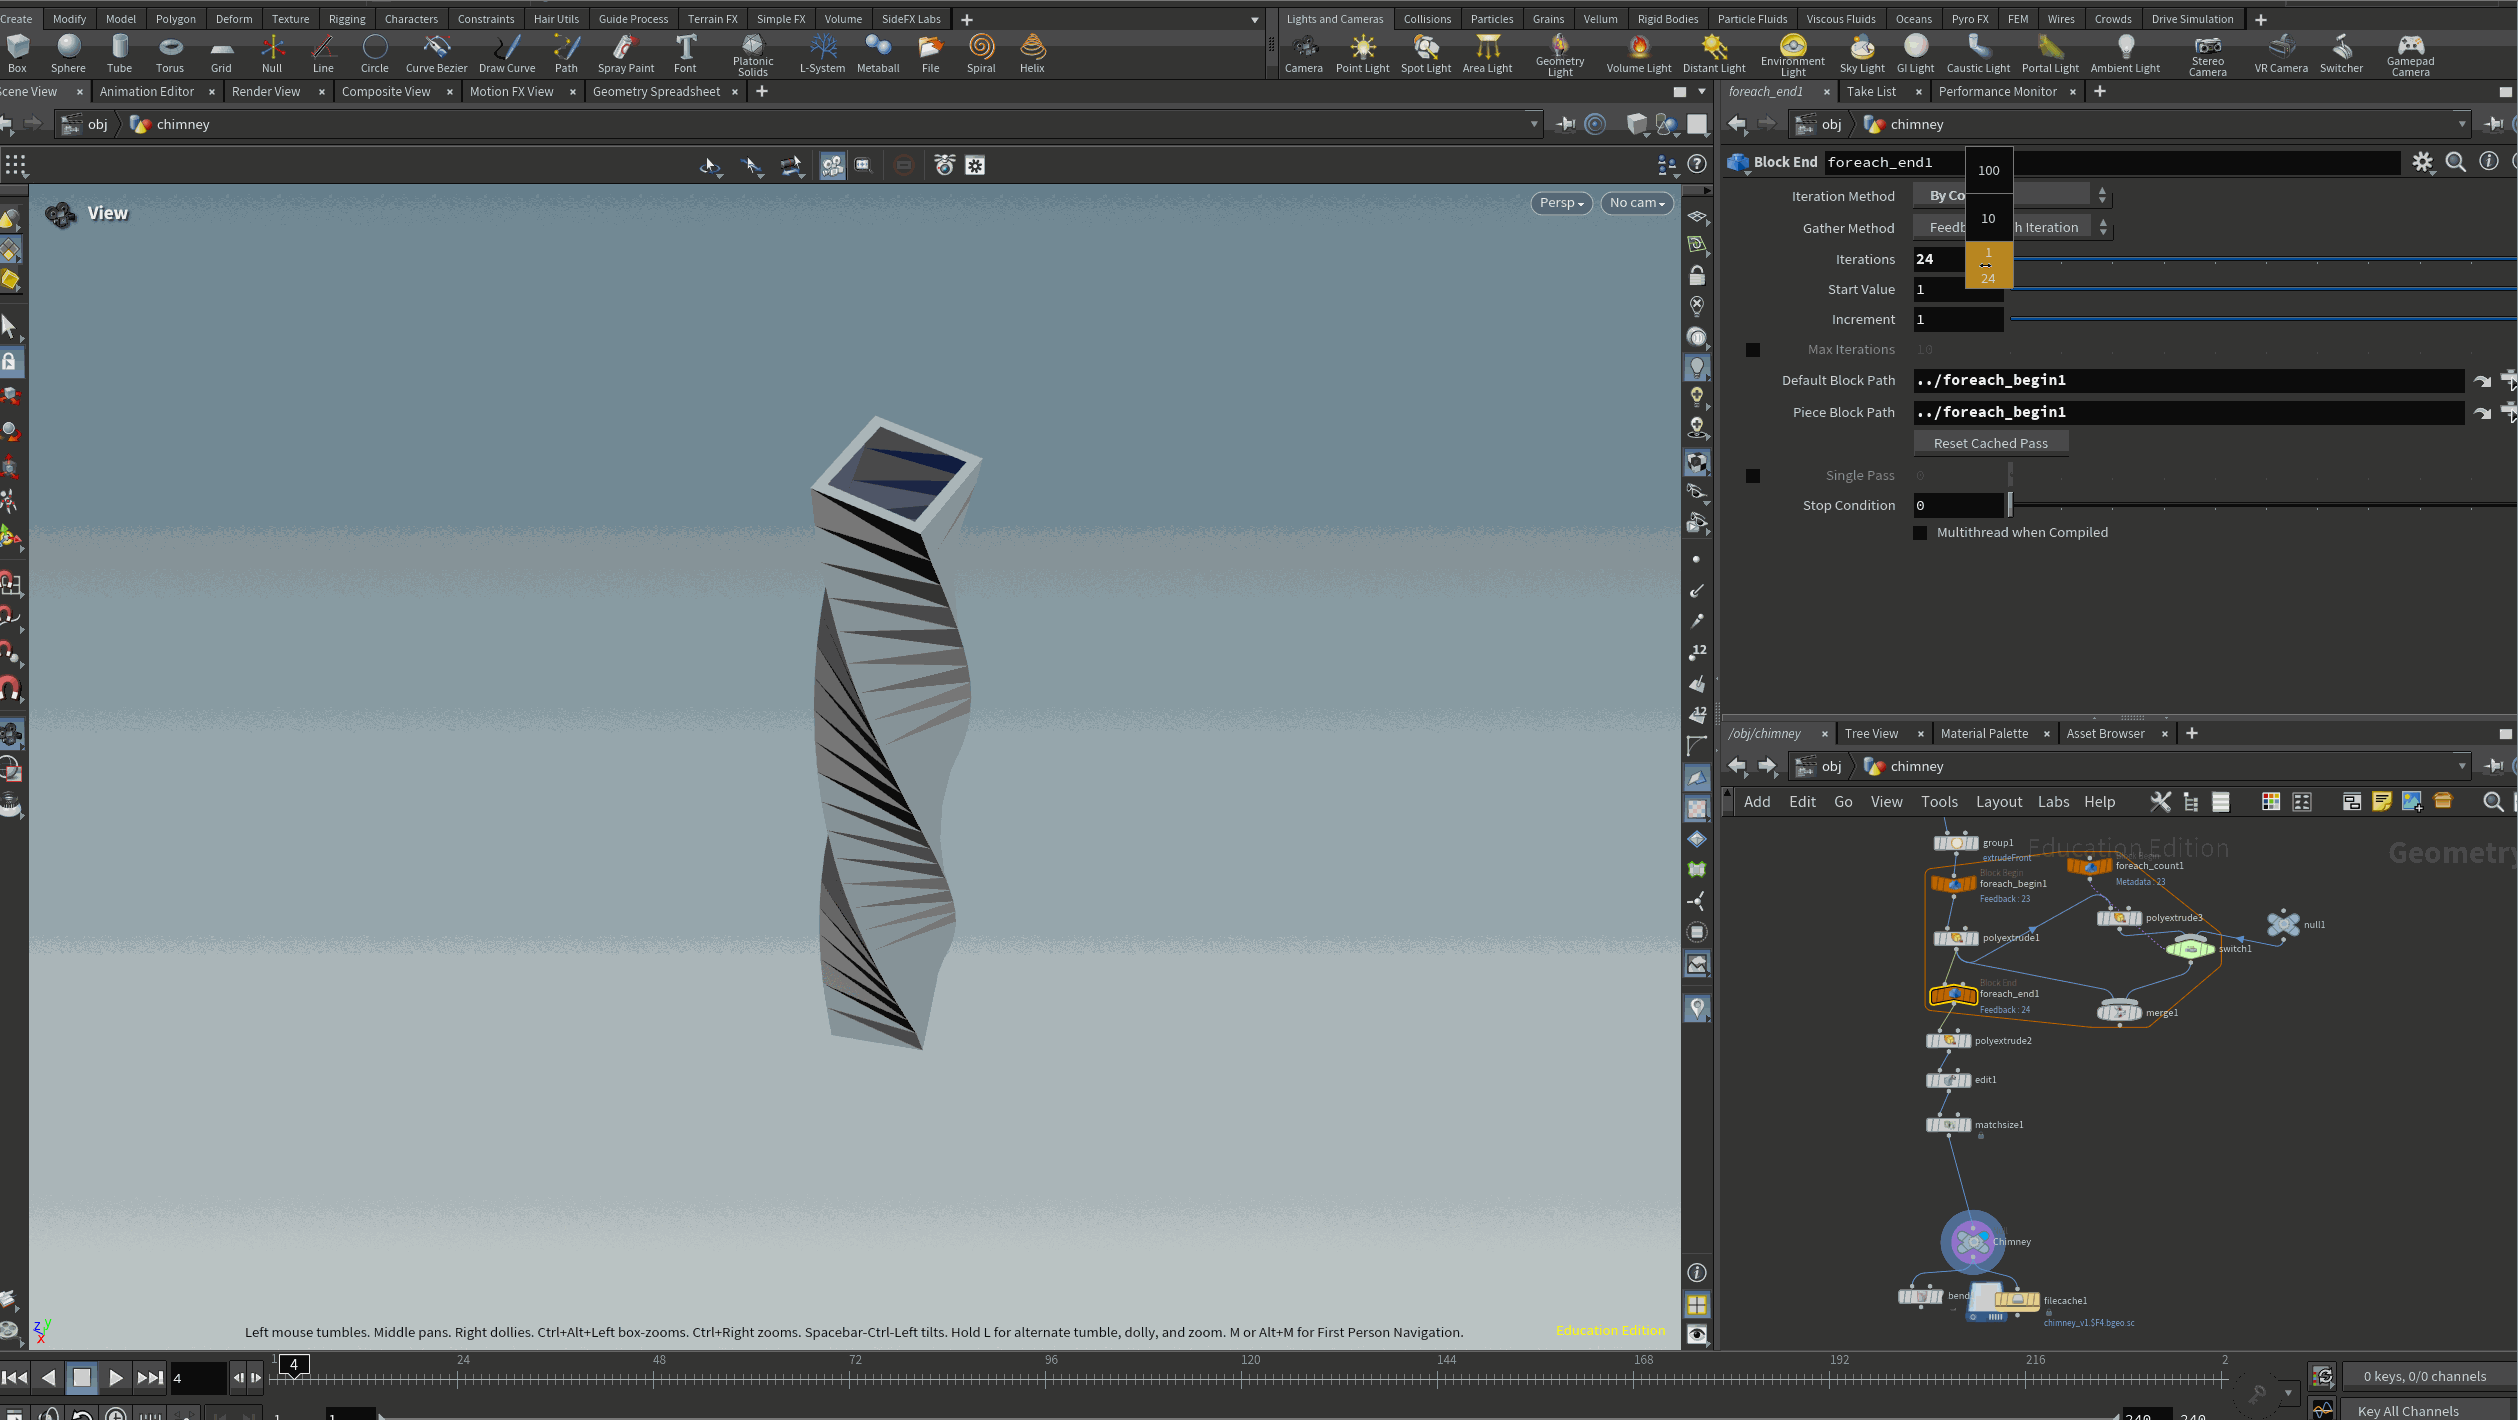 Create Modify Model Polygon Deform Texture Rigging Characters Constraints Hair Utils Guide Process Terrain FX Simple FX Volume SideFX Labs
Lights and Cameras Collisions Particles Grains Vellum Rigid Bodies Particle Fluids Viscous Fluids Oceans Pyro FX FEM Wires Crowds Drive Simulation
Box Sphere Tube Torus Grid Null Line Circle Curve Bezier Draw Curve Path Spray Paint Font Platonic Solids L-System Metaball File Spiral Helix
Camera Point Light Spot Light Area Light Geometry Light Volume Light Distant Light Environment Light Sky Light GI Light Caustic Light Portal Light Ambient Light Stereo Camera VR Camera Switcher Gamepad Camera
Scene View Animation Editor Render View Composite View Motion FX View Geometry Spreadsheet
obj chimney
View
Persp No cam
12
12
Left mouse tumbles. Middle pans. Right dollies. Ctrl+Alt+Left box-zooms. Ctrl+Right zooms. Spacebar-Ctrl-Left tilts. Hold L for alternate tumble, dolly, and zoom. M or Alt+M for First Person Navigation.
Education Edition
z y x
foreach_end1 Take List Performance Monitor
obj chimney
Block End foreach_end1
100
10
1
24
Iteration Method By Co
Gather Method Feedb h Iteration
Iterations 24
Start Value 1
Increment 1
Max Iterations 10
Default Block Path ../foreach_begin1
Piece Block Path ../foreach_begin1
Reset Cached Pass
Single Pass 0
Stop Condition 0
Multithread when Compiled
/obj/chimney Tree View Material Palette Asset Browser
obj chimney
Add Edit Go View Tools Layout Labs Help
Education Edition
Geometry
group1
extrudeFront
Block Begin
foreach_begin1
Feedback : 23
Block Begin
foreach_count1
Metadata : 23
polyextrude3
null1
polyextrude1
switch1
Block End
foreach_end1
Feedback : 24
merge1
polyextrude2
edit1
matchsize1
Chimney
bend
filecache1
chimney_v1.$F4.bgeo.sc
4
1 4 24 48 72 96 120 144 168 192 216 2
0 keys, 0/0 channels
1 1 240 240
Key All Channels